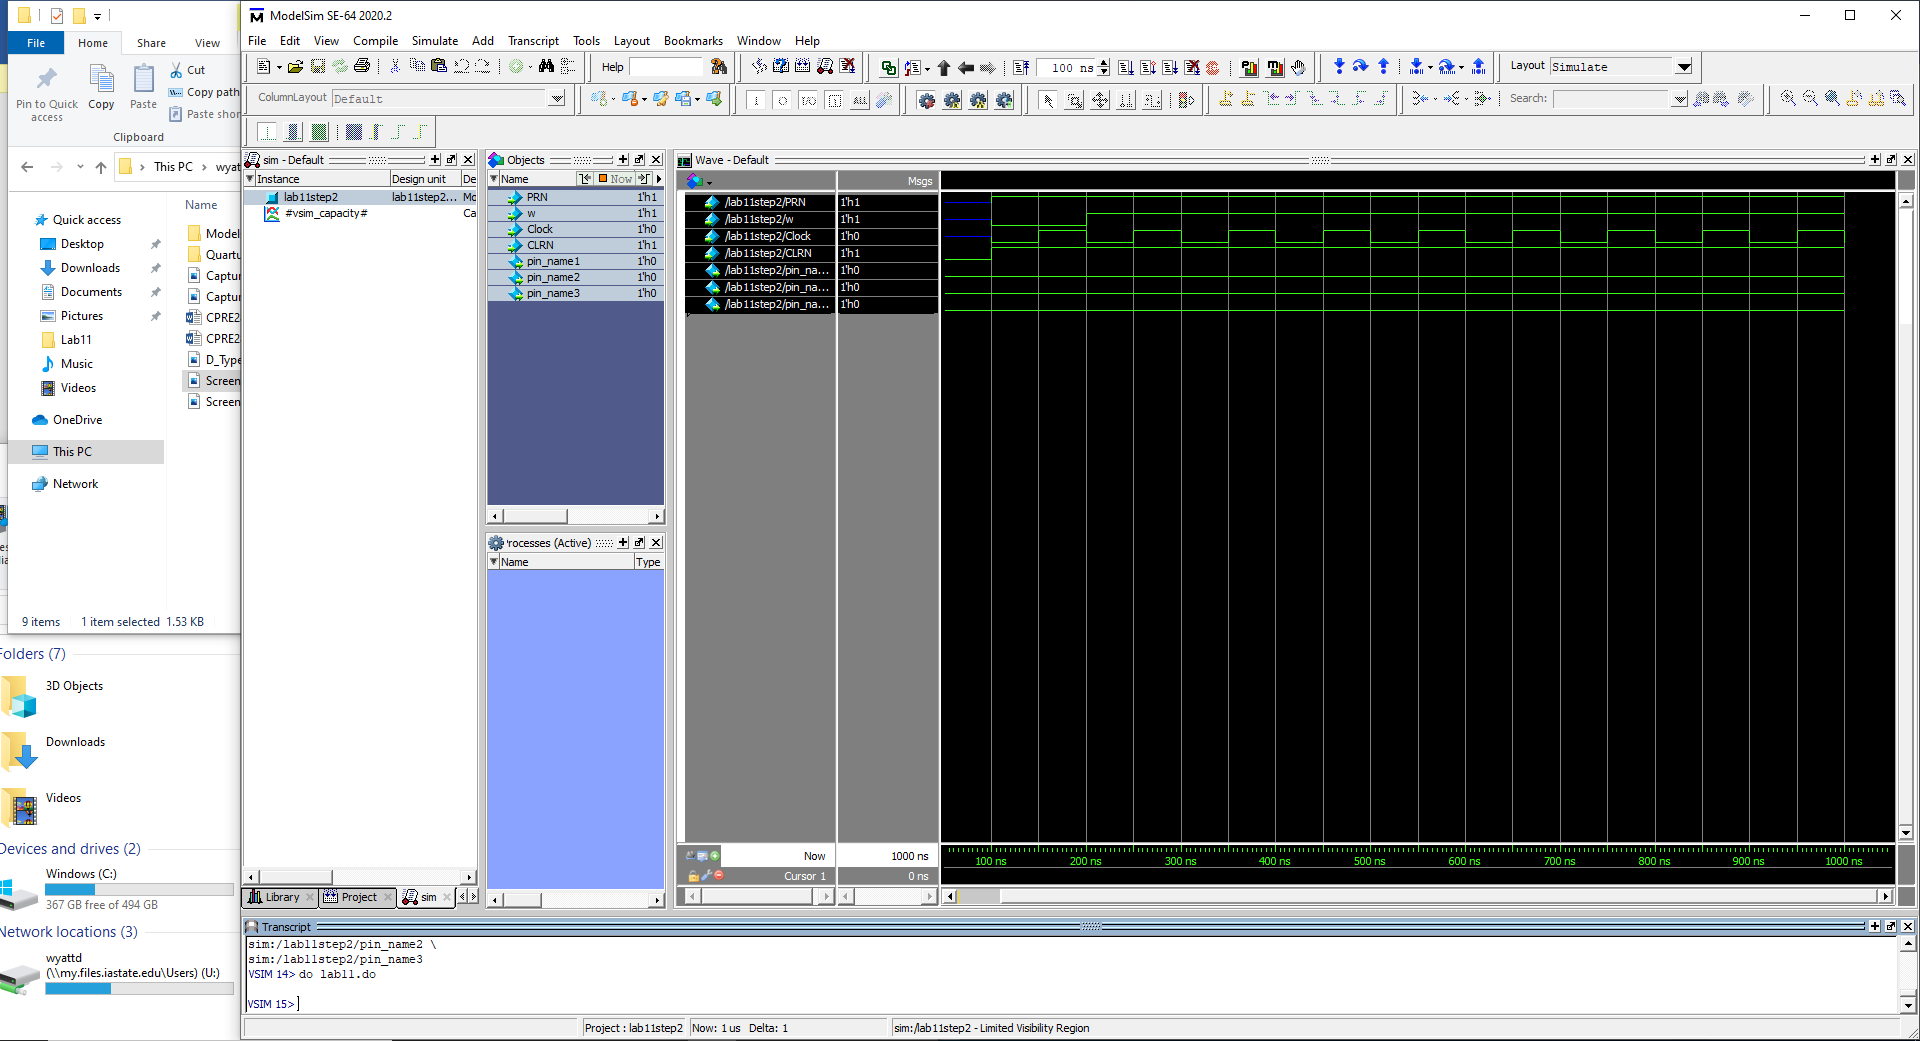 ModelSim SE-64 2020.2
File Edit View Compile Simulate Add Transcript Tools Layout Bookmarks Window Help
File Home Share View
Pin to Quick access
Copy
Paste
Cut
Copy path
Paste shor
Clipboard
This PC
wyat
Quick access
Desktop
Downloads
Documents
Pictures
Lab11
Music
Videos
OneDrive
This PC
Network
Name
Model
Quartu
Captur
Captur
CPRE2
CPRE2
D_Type
Screen
Screen
9 items 1 item selected 1.53 KB
Folders (7)
3D Objects
Downloads
Videos
Devices and drives (2)
Windows (C:)
367 GB free of 494 GB
Network locations (3)
wyattd
(\\my.files.iastate.edu\Users) (U:)
Help
100 ns
Layout Simulate
ColumnLayout Default
ALL
Search:
sim - Default
Instance Design unit De
lab11step2 lab11step2... Mo
#vsim_capacity# Ca
Library Project sim
Objects
Name Now
PRN 1'h1
w 1'h1
Clock 1'h0
CLRN 1'h1
pin_name1 1'h0
pin_name2 1'h0
pin_name3 1'h0
rocesses (Active)
Name Type
Wave - Default
Msgs
/lab11step2/PRN 1'h1
/lab11step2/w 1'h1
/lab11step2/Clock 1'h0
/lab11step2/CLRN 1'h1
/lab11step2/pin_na... 1'h0
/lab11step2/pin_na... 1'h0
/lab11step2/pin_na... 1'h0
Now 1000 ns
Cursor 1 0 ns
100 ns 200 ns 300 ns 400 ns 500 ns 600 ns 700 ns 800 ns 900 ns 1000 ns
Transcript
sim:/lab11step2/pin_name2 \
sim:/lab11step2/pin_name3
VSIM 14> do lab11.do
VSIM 15>
Project : lab11step2 Now: 1 us Delta: 1 sim:/lab11step2 - Limited Visibility Region